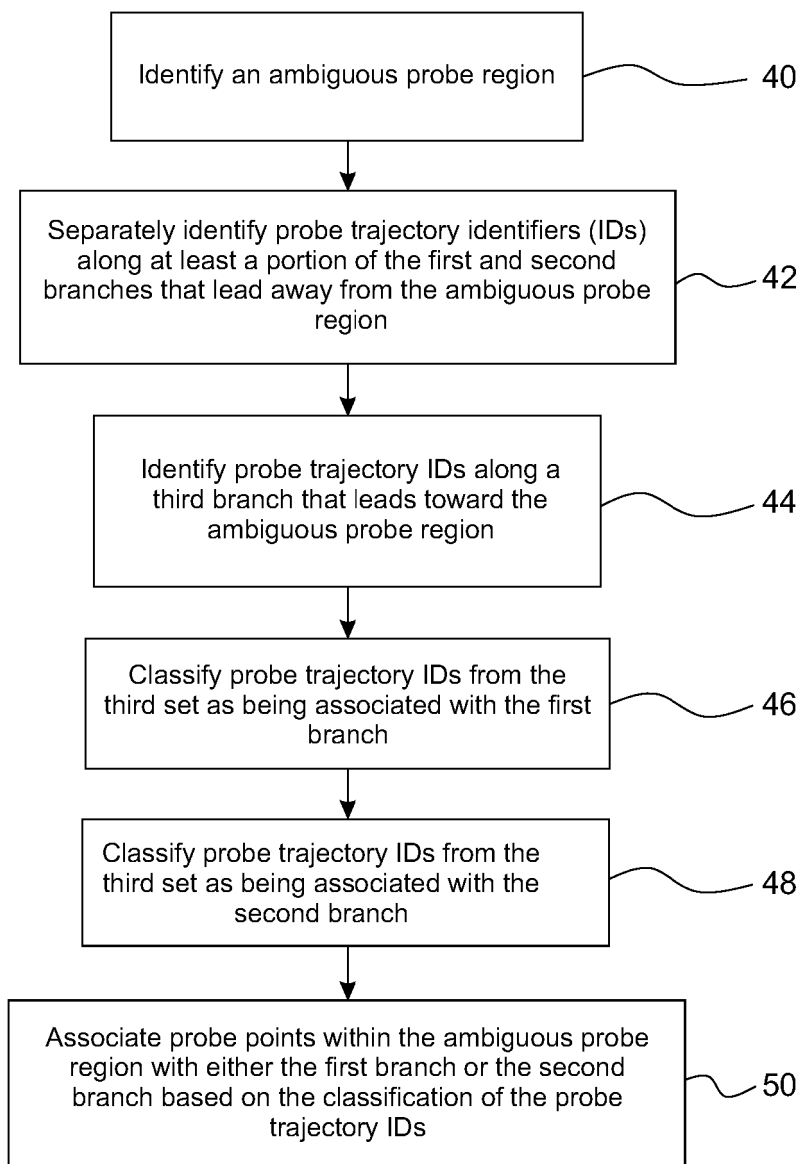 Identify an ambiguous probe region
40
Separately identify probe trajectory identifiers (IDs)
along at least a portion of the first and second
branches that lead away from the ambiguous probe
region
42
Identify probe trajectory IDs along a
third branch that leads toward the
ambiguous probe region
44
Classify probe trajectory IDs from the
third set as being associated with the first
branch
46
Classify probe trajectory IDs from the
third set as being associated with the
second branch
48
Associate probe points within the ambiguous probe
region with either the first branch or the second
branch based on the classification of the probe
trajectory IDs
50